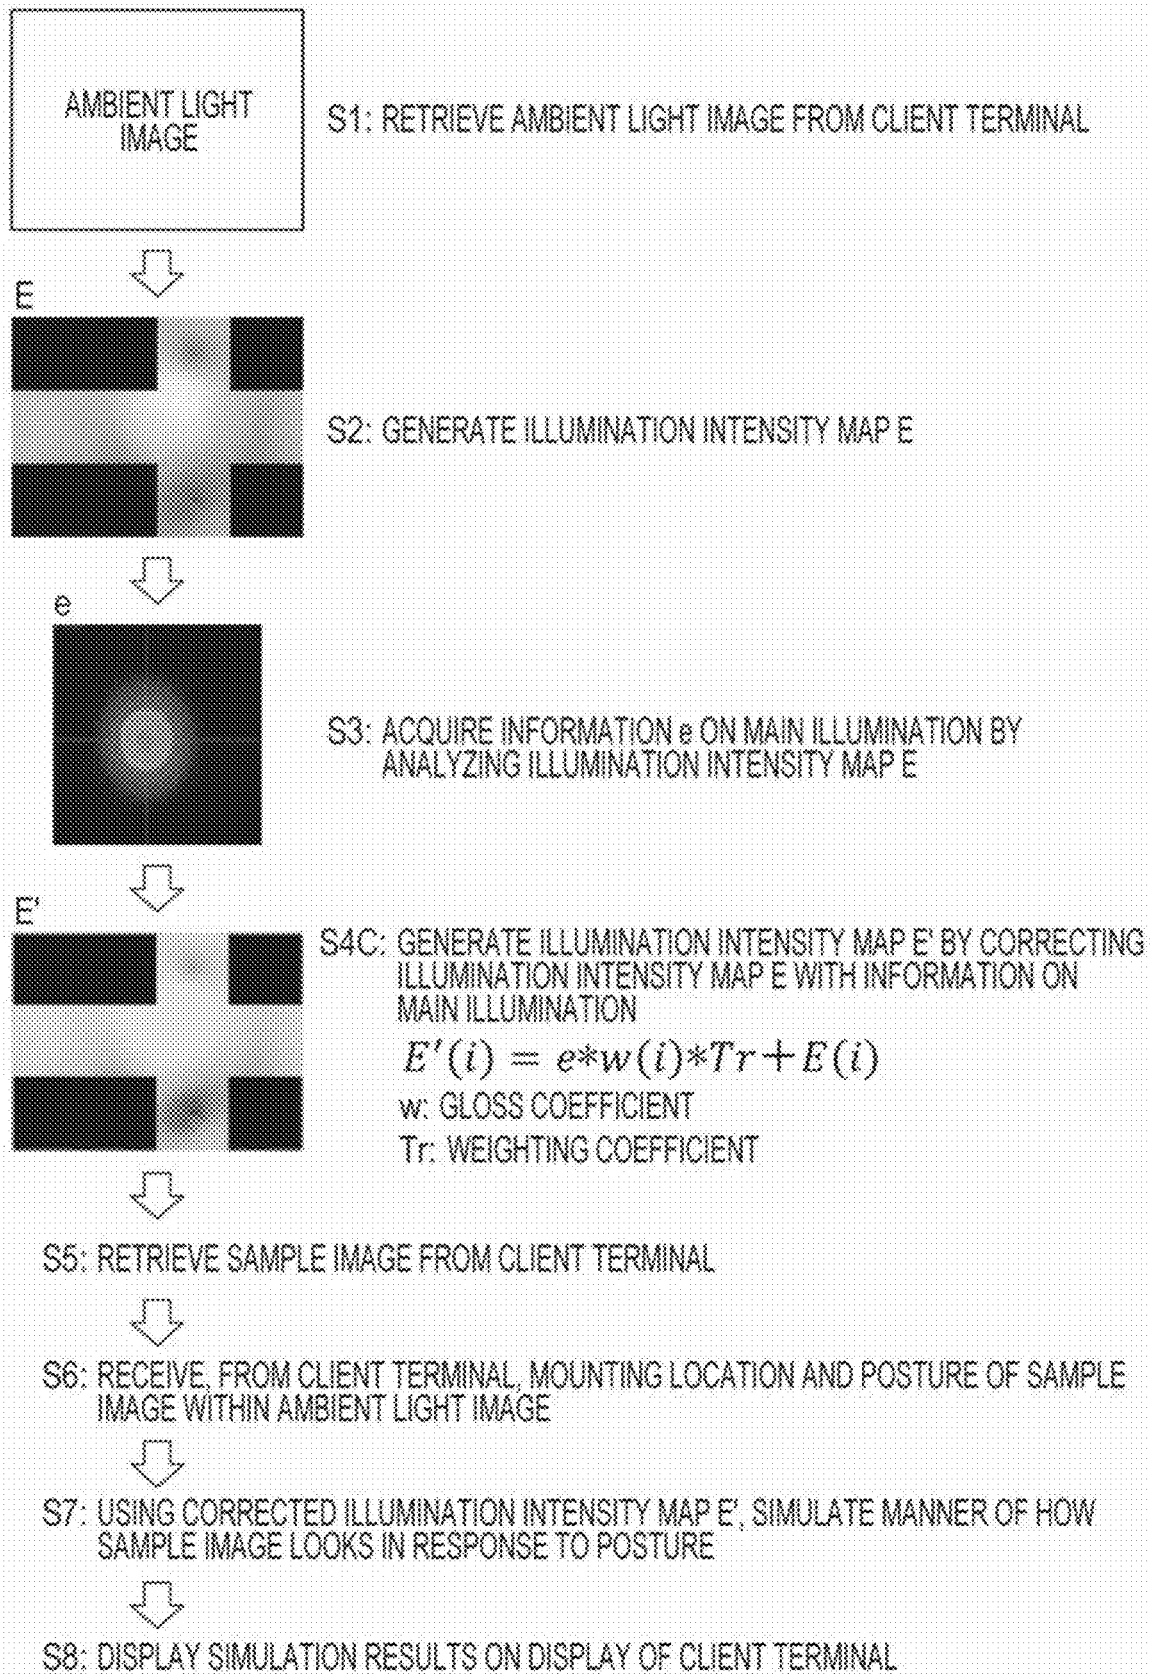 AMBIENT LIGHT
IMAGE
S1: RETRIEVE AMBIENT LIGHT IMAGE FROM CLIENT TERMINAL
E
S2: GENERATE ILLUMINATION INTENSITY MAP E
e
S3: ACQUIRE INFORMATION e ON MAIN ILLUMINATION BY
ANALYZING ILLUMINATION INTENSITY MAP E
E'
S4C: GENERATE ILLUMINATION INTENSITY MAP E' BY CORRECTING
ILLUMINATION INTENSITY MAP E WITH INFORMATION ON
MAIN ILLUMINATION
E'(i) = e*w(i)*Tr+E(i)
w: GLOSS COEFFICIENT
Tr: WEIGHTING COEFFICIENT
S5: RETRIEVE SAMPLE IMAGE FROM CLIENT TERMINAL
S6: RECEIVE, FROM CLIENT TERMINAL, MOUNTING LOCATION AND POSTURE OF SAMPLE
IMAGE WITHIN AMBIENT LIGHT IMAGE
S7: USING CORRECTED ILLUMINATION INTENSITY MAP E', SIMULATE MANNER OF HOW
SAMPLE IMAGE LOOKS IN RESPONSE TO POSTURE
S8: DISPLAY SIMULATION RESULTS ON DISPLAY OF CLIENT TERMINAL